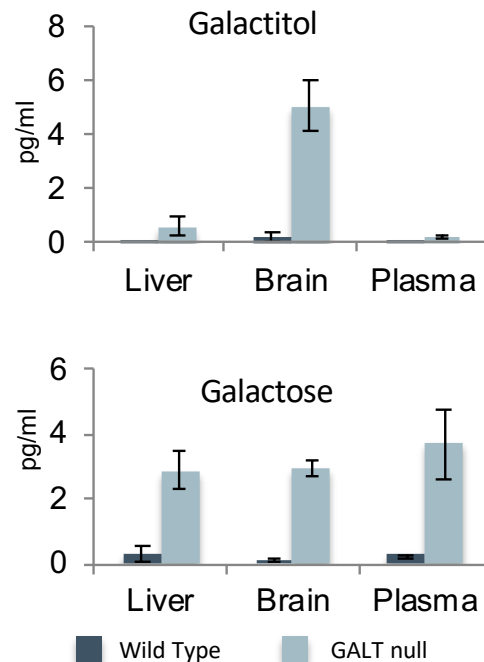 Galactitol
8
6
4
2
0
pg/ml
Liver Brain Plasma
Galactose
6
4
2
0
pg/ml
Liver Brain Plasma
Wild Type GALT null